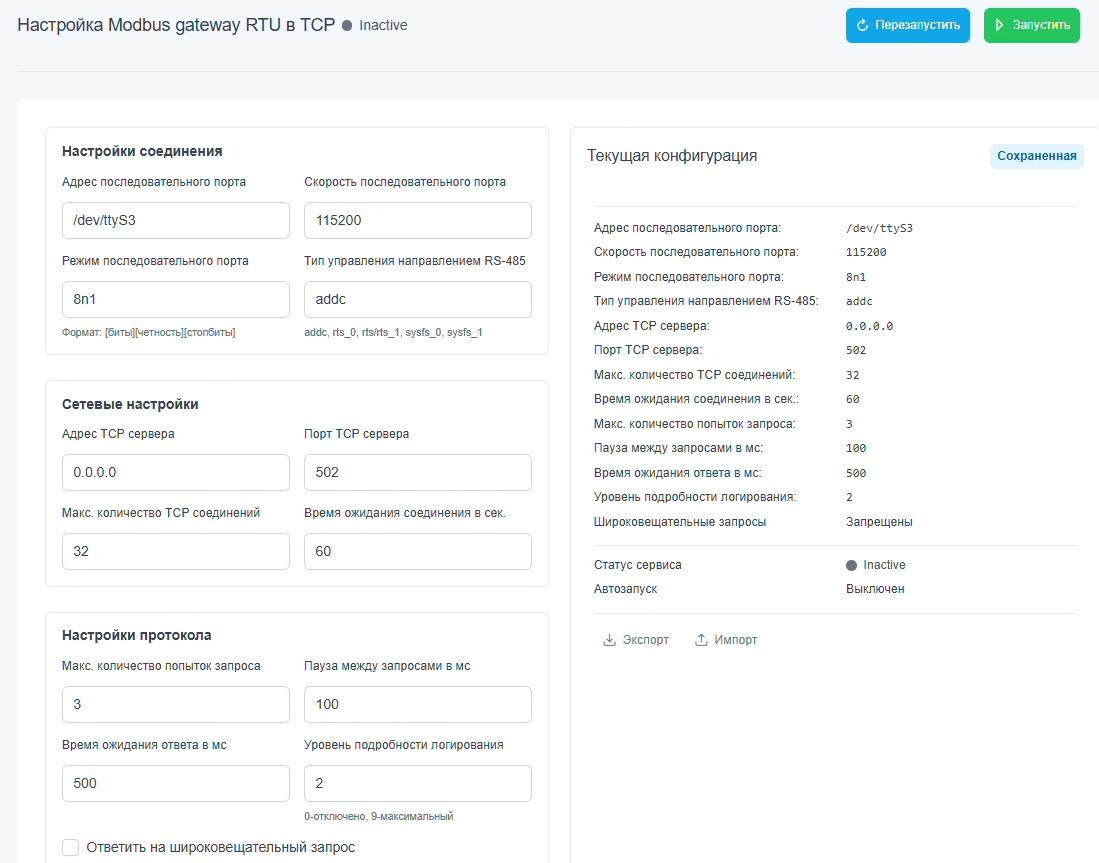 Настройка Modbus gateway RTU в TCP Inactive
Перезапустить
Запустить
Настройки соединения
Адрес последовательного порта
Скорость последовательного порта
/dev/ttyS3
115200
Режим последовательного порта
Тип управления направлением RS-485
8n1
addc
Формат: [биты][четность][стопбиты]
addc, rts_0, rts/rts_1, sysfs_0, sysfs_1
Сетевые настройки
Адрес TCP сервера
Порт TCP сервера
0.0.0.0
502
Макс. количество TCP соединений
Время ожидания соединения в сек.
32
60
Настройки протокола
Макс. количество попыток запроса
Пауза между запросами в мс
3
100
Время ожидания ответа в мс
Уровень подробности логирования
500
2
0-отключено, 9-максимальный
Ответить на широковещательный запрос
Текущая конфигурация
Сохраненная
Адрес последовательного порта: /dev/ttyS3
Скорость последовательного порта: 115200
Режим последовательного порта: 8n1
Тип управления направлением RS-485: addc
Адрес TCP сервера: 0.0.0.0
Порт TCP сервера: 502
Макс. количество TCP соединений: 32
Время ожидания соединения в сек.: 60
Макс. количество попыток запроса: 3
Пауза между запросами в мс: 100
Время ожидания ответа в мс: 500
Уровень подробности логирования: 2
Широковещательные запросы Запрещены
Статус сервиса Inactive
Автозапуск Выключен
Экспорт Импорт